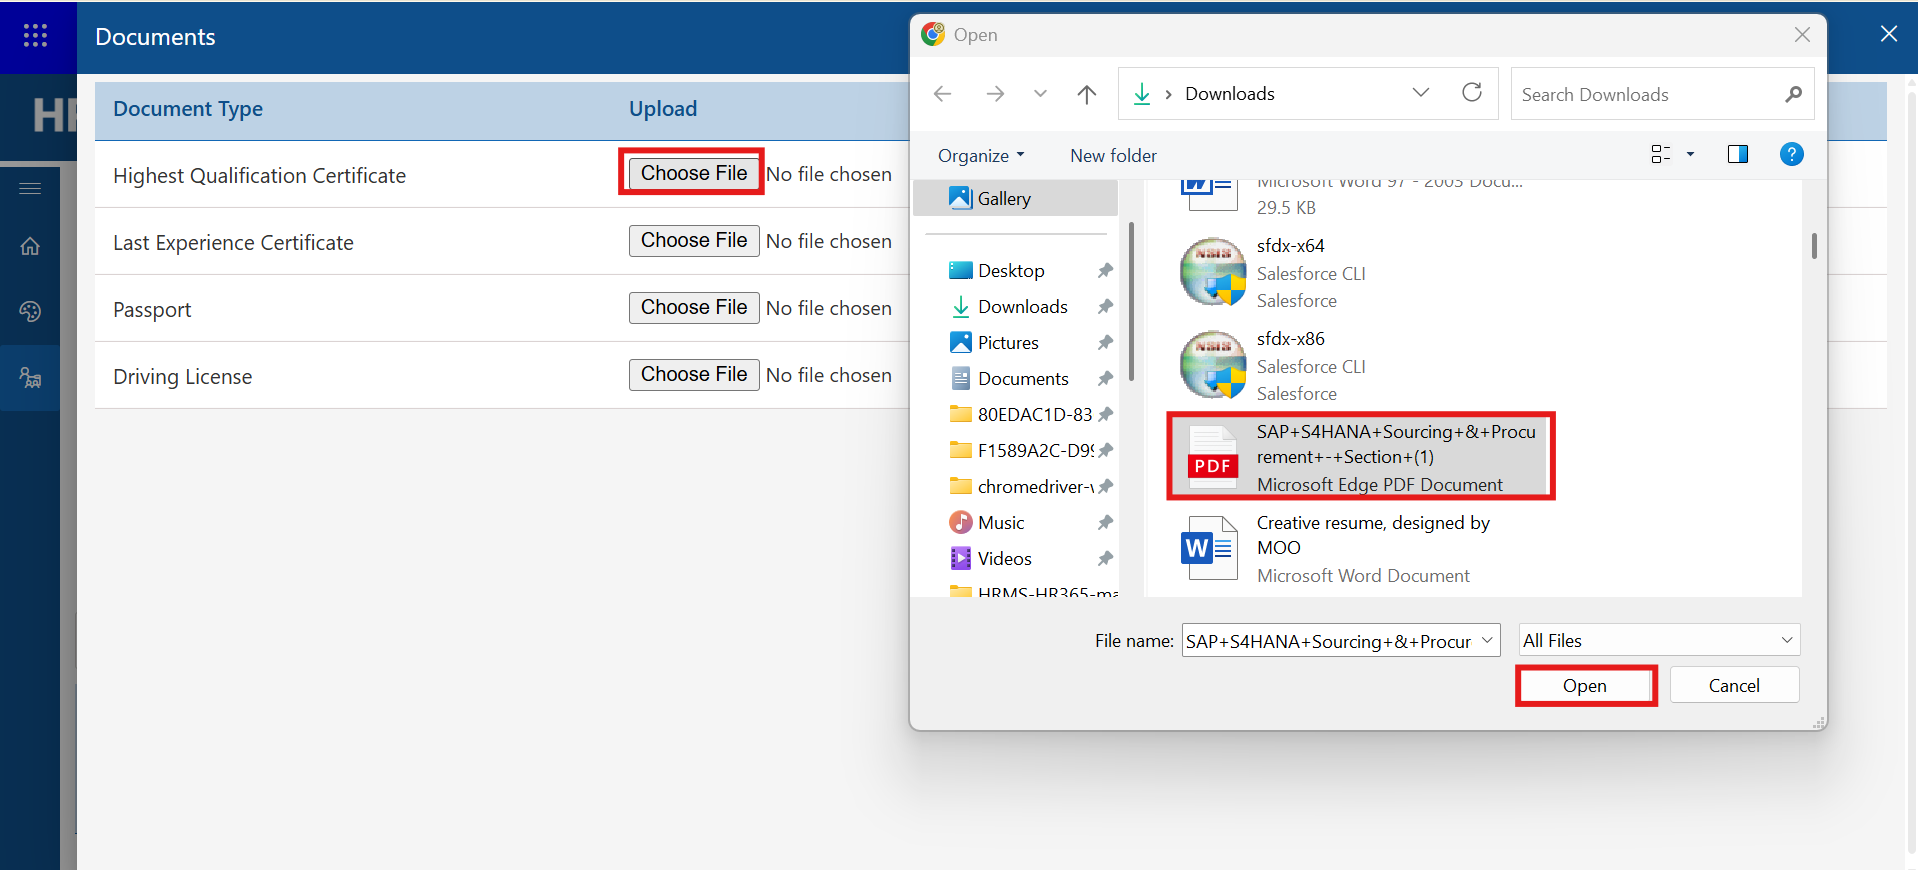 Documents
Document Type
Upload
Highest Qualification Certificate
Choose File No file chosen
Last Experience Certificate
Choose File No file chosen
Passport
Choose File No file chosen
Driving License
Choose File No file chosen
Open
Downloads
Search Downloads
Organize
New folder
?
Gallery
Desktop
Downloads
Pictures
Documents
80EDAC1D-83
F1589A2C-D99
chromedriver-v
Music
Videos
HRMS-HR365-ma
Microsoft Word 97 - 2003 Docu...
29.5 KB
sfdx-x64
Salesforce CLI
Salesforce
sfdx-x86
Salesforce CLI
Salesforce
PDF
SAP+S4HANA+Sourcing+&+Procu
rement+-+Section+(1)
Microsoft Edge PDF Document
W
Creative resume, designed by
MOO
Microsoft Word Document
File name:
SAP+S4HANA+Sourcing+&+Procur
All Files
Open
Cancel